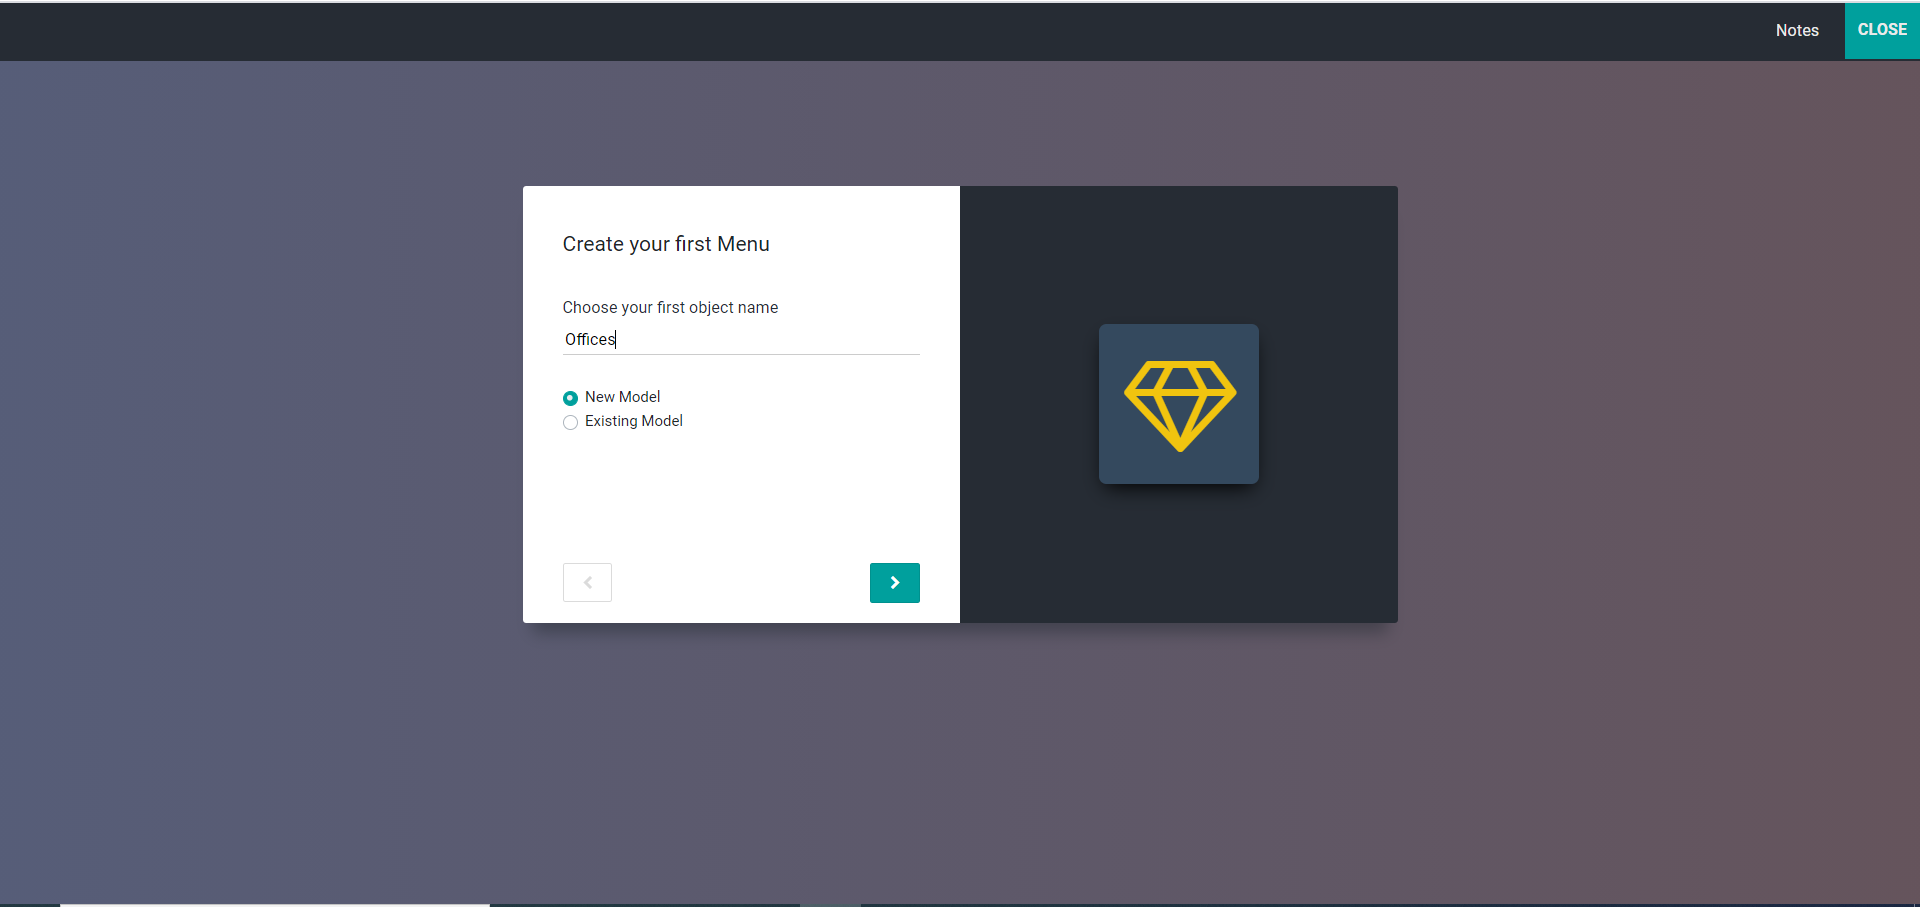 Notes
CLOSE
Create your first Menu
Choose your first object name
Offices
New Model
Existing Model